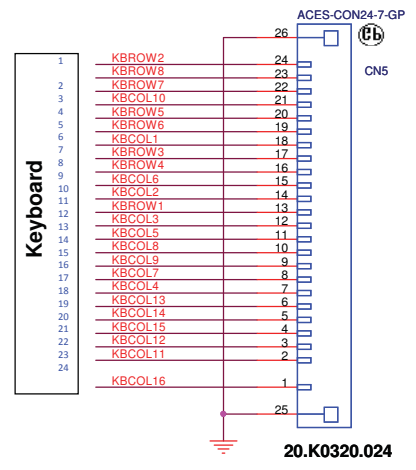 ACES-CON24-7-GP
26
Cb
CN5
1 KBROW2 24
KBROW8 23
2 KBROW7 22
3 KBCOL10 21
4 KBROW5 20
5 KBROW6 19
6 KBCOL1 18
7 KBROW3 17
8 KBROW4 16
9 KBCOL6 15
10 KBCOL2 14
11 KBROW1 13
12 KBCOL3 12
13 KBCOL5 11
14 KBCOL8 10
15 KBCOL9 9
16 KBCOL7 8
17 KBCOL4 7
18 KBCOL13 6
19 KBCOL14 5
20 KBCOL15 4
21 KBCOL12 3
22 KBCOL11 2
23
24
KBCOL16 1
25
Keyboard
20.K0320.024